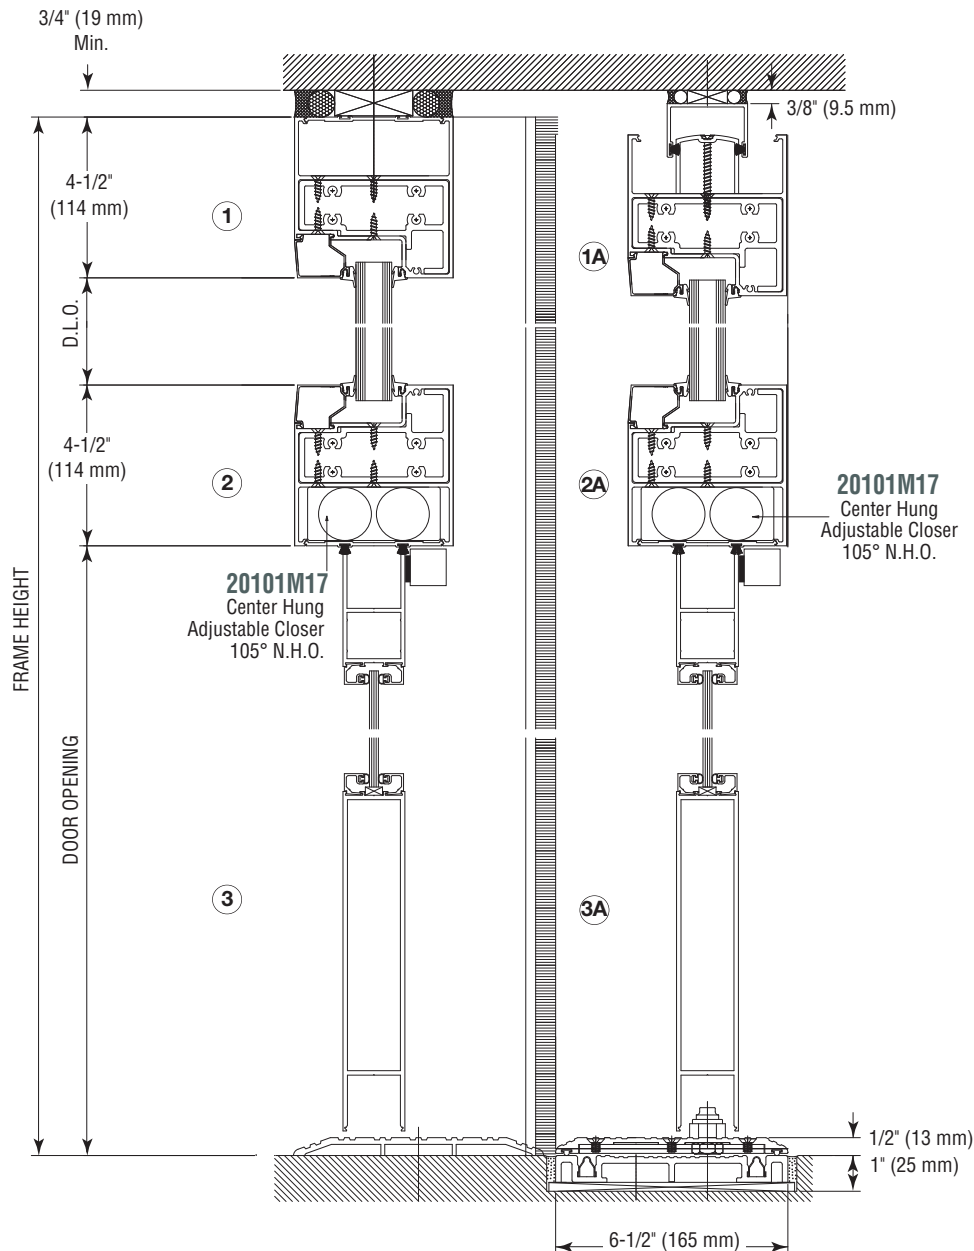 3/4" (19 mm)
Min.
3/8" (9.5 mm)
4-1/2"
(114 mm)
1
1A
D.L.O.
4-1/2"
(114 mm)
2
2A
20101M17
Center Hung
Adjustable Closer
105° N.H.O.
20101M17
Center Hung
Adjustable Closer
105° N.H.O.
FRAME HEIGHT
DOOR OPENING
3
3A
1/2" (13 mm)
1" (25 mm)
6-1/2" (165 mm)